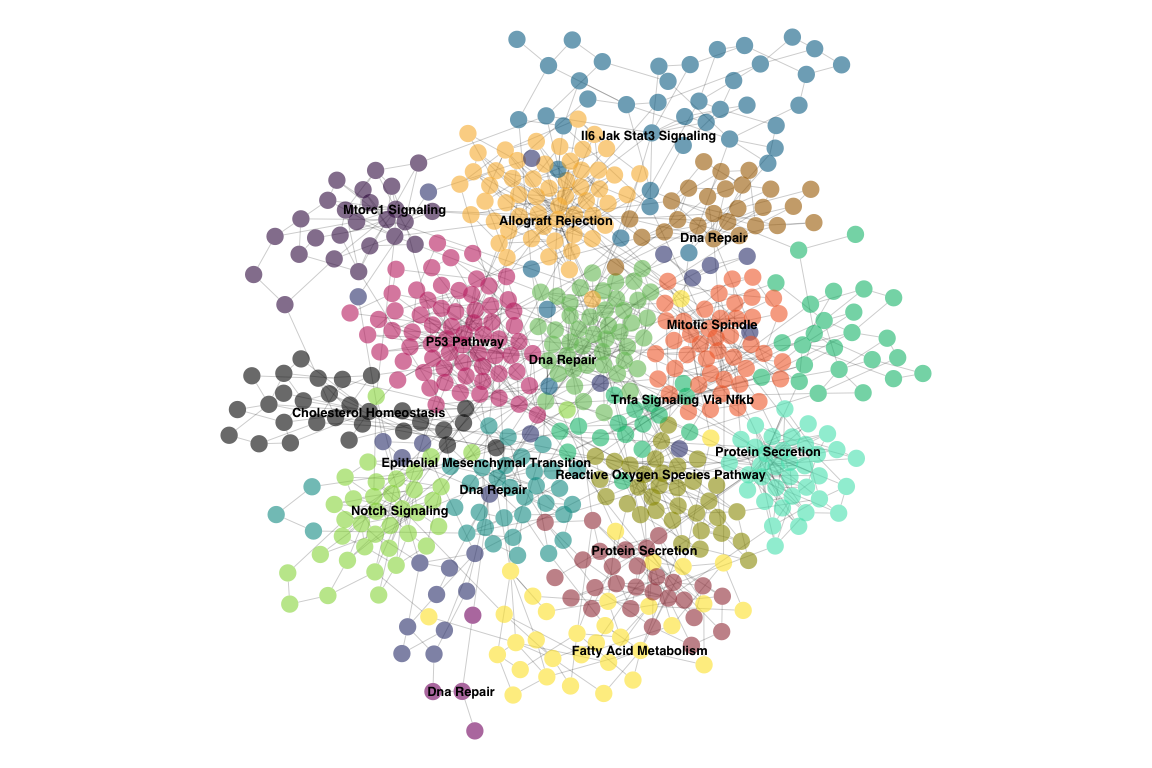 Il6 Jak Stat3 Signaling
Mtorc1 Signaling
Allograft Rejection
Dna Repair
Mitotic Spindle
P53 Pathway
Dna Repair
Tnfa Signaling Via Nfkb
Cholesterol Homeostasis
Protein Secretion
Epithelial Mesenchymal Transition
Reactive Oxygen Species Pathway
Dna Repair
Notch Signaling
Protein Secretion
Fatty Acid Metabolism
Dna Repair